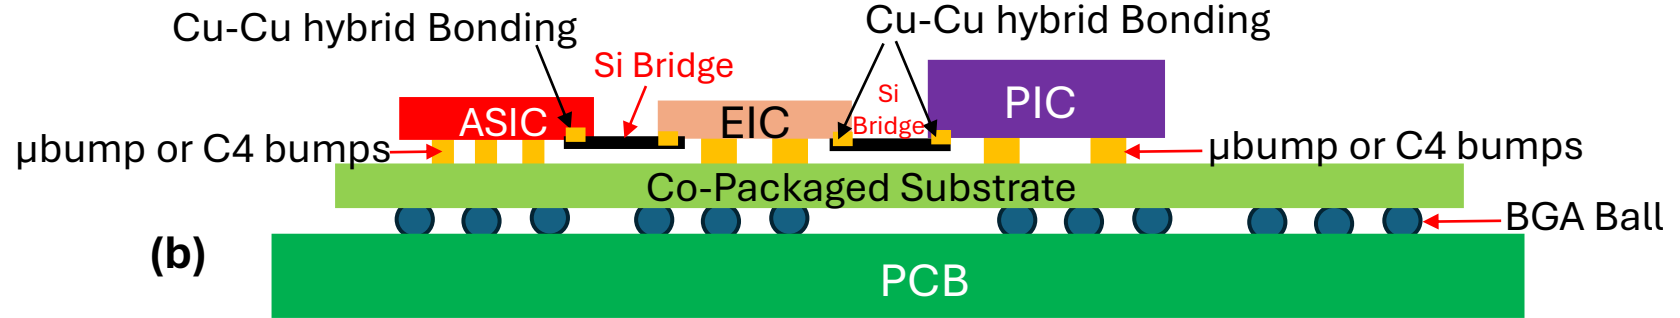 Cu-Cu hybrid Bonding
Cu-Cu hybrid Bonding
Si Bridge
Si
Bridge
ASIC
EIC
PIC
μbump or C4 bumps
μbump or C4 bumps
Co-Packaged Substrate
BGA Ball
(b)
PCB